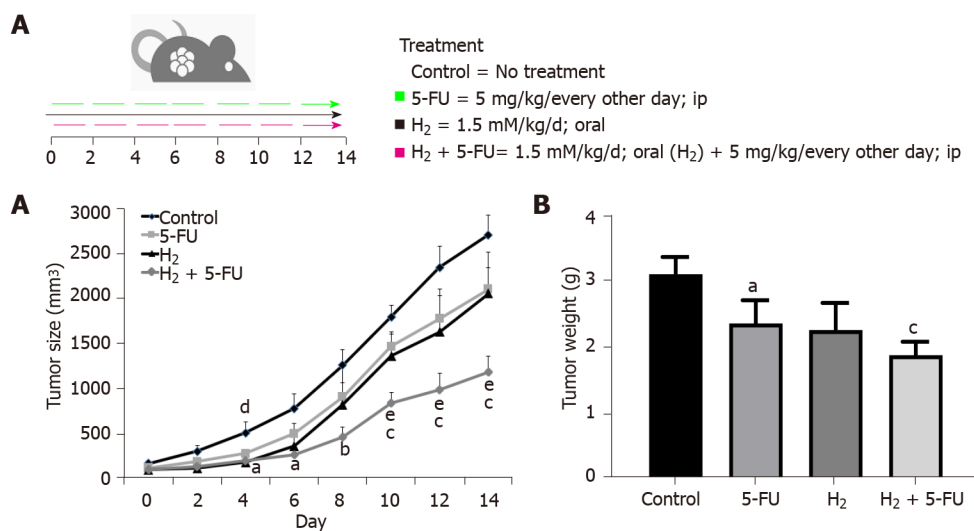 A
Treatment
Control = No treatment
5-FU = 5 mg/kg/every other day; ip
H₂ = 1.5 mM/kg/d; oral
H₂ + 5-FU= 1.5 mM/kg/d; oral (H₂) + 5 mg/kg/every other day; ip
0 2 4 6 8 10 12 14
A
Tumor size (mm³)
3000
2500
2000
1500
1000
500
0
Control
5-FU
H₂
H₂ + 5-FU
d
a
a
b
e
c
e
c
e
c
0 2 4 6 8 10 12 14
Day
B
Tumor weight (g)
4
3
2
1
0
a
c
Control 5-FU H₂ H₂ + 5-FU